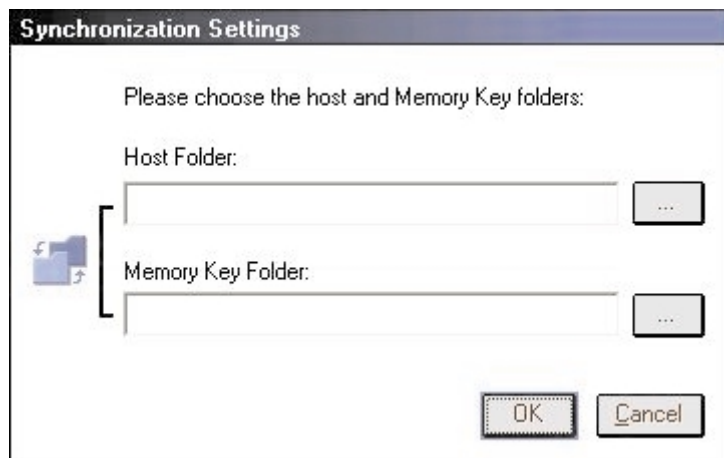 Synchronization Settings
Please choose the host and Memory Key folders:
Host Folder:
...
Memory Key Folder:
...
OK Cancel